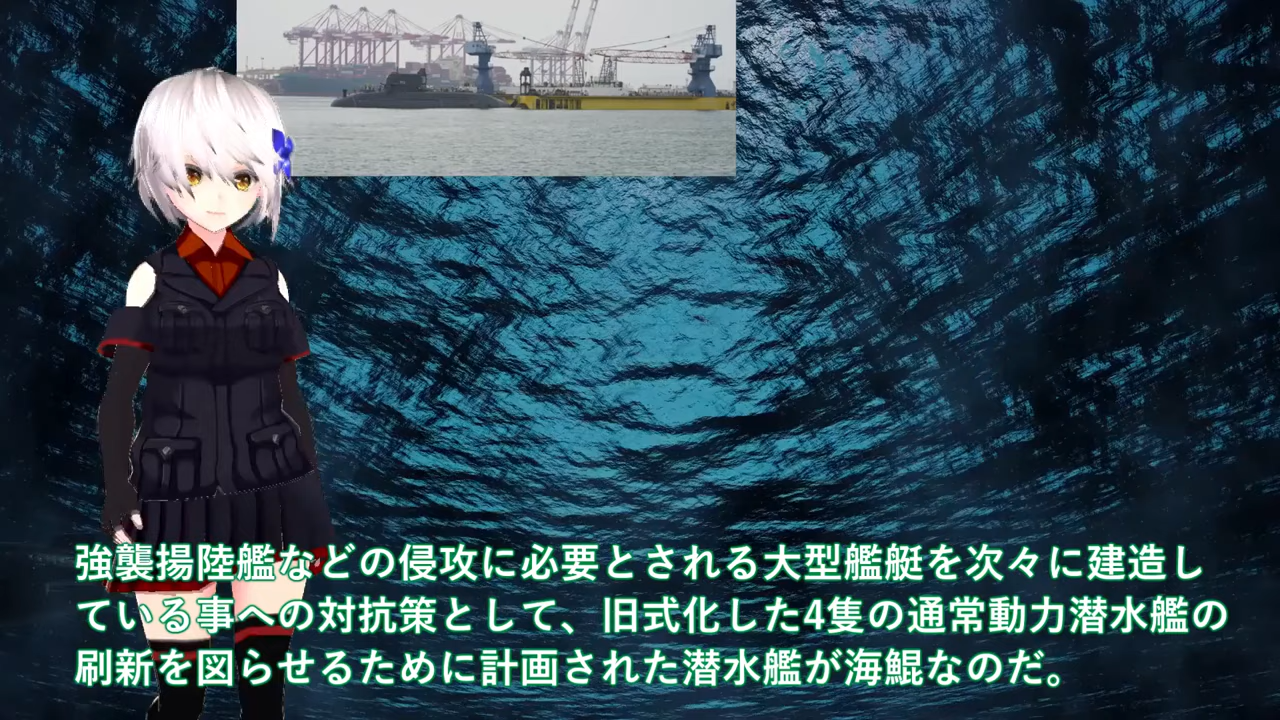 強襲揚陸艦などの侵攻に必要とされる大型艦艇を次々に建造し
ている事への対抗策として、旧式化した4隻の通常動力潜水艦の
刷新を図らせるために計画された潜水艦が海鯤なのだ。